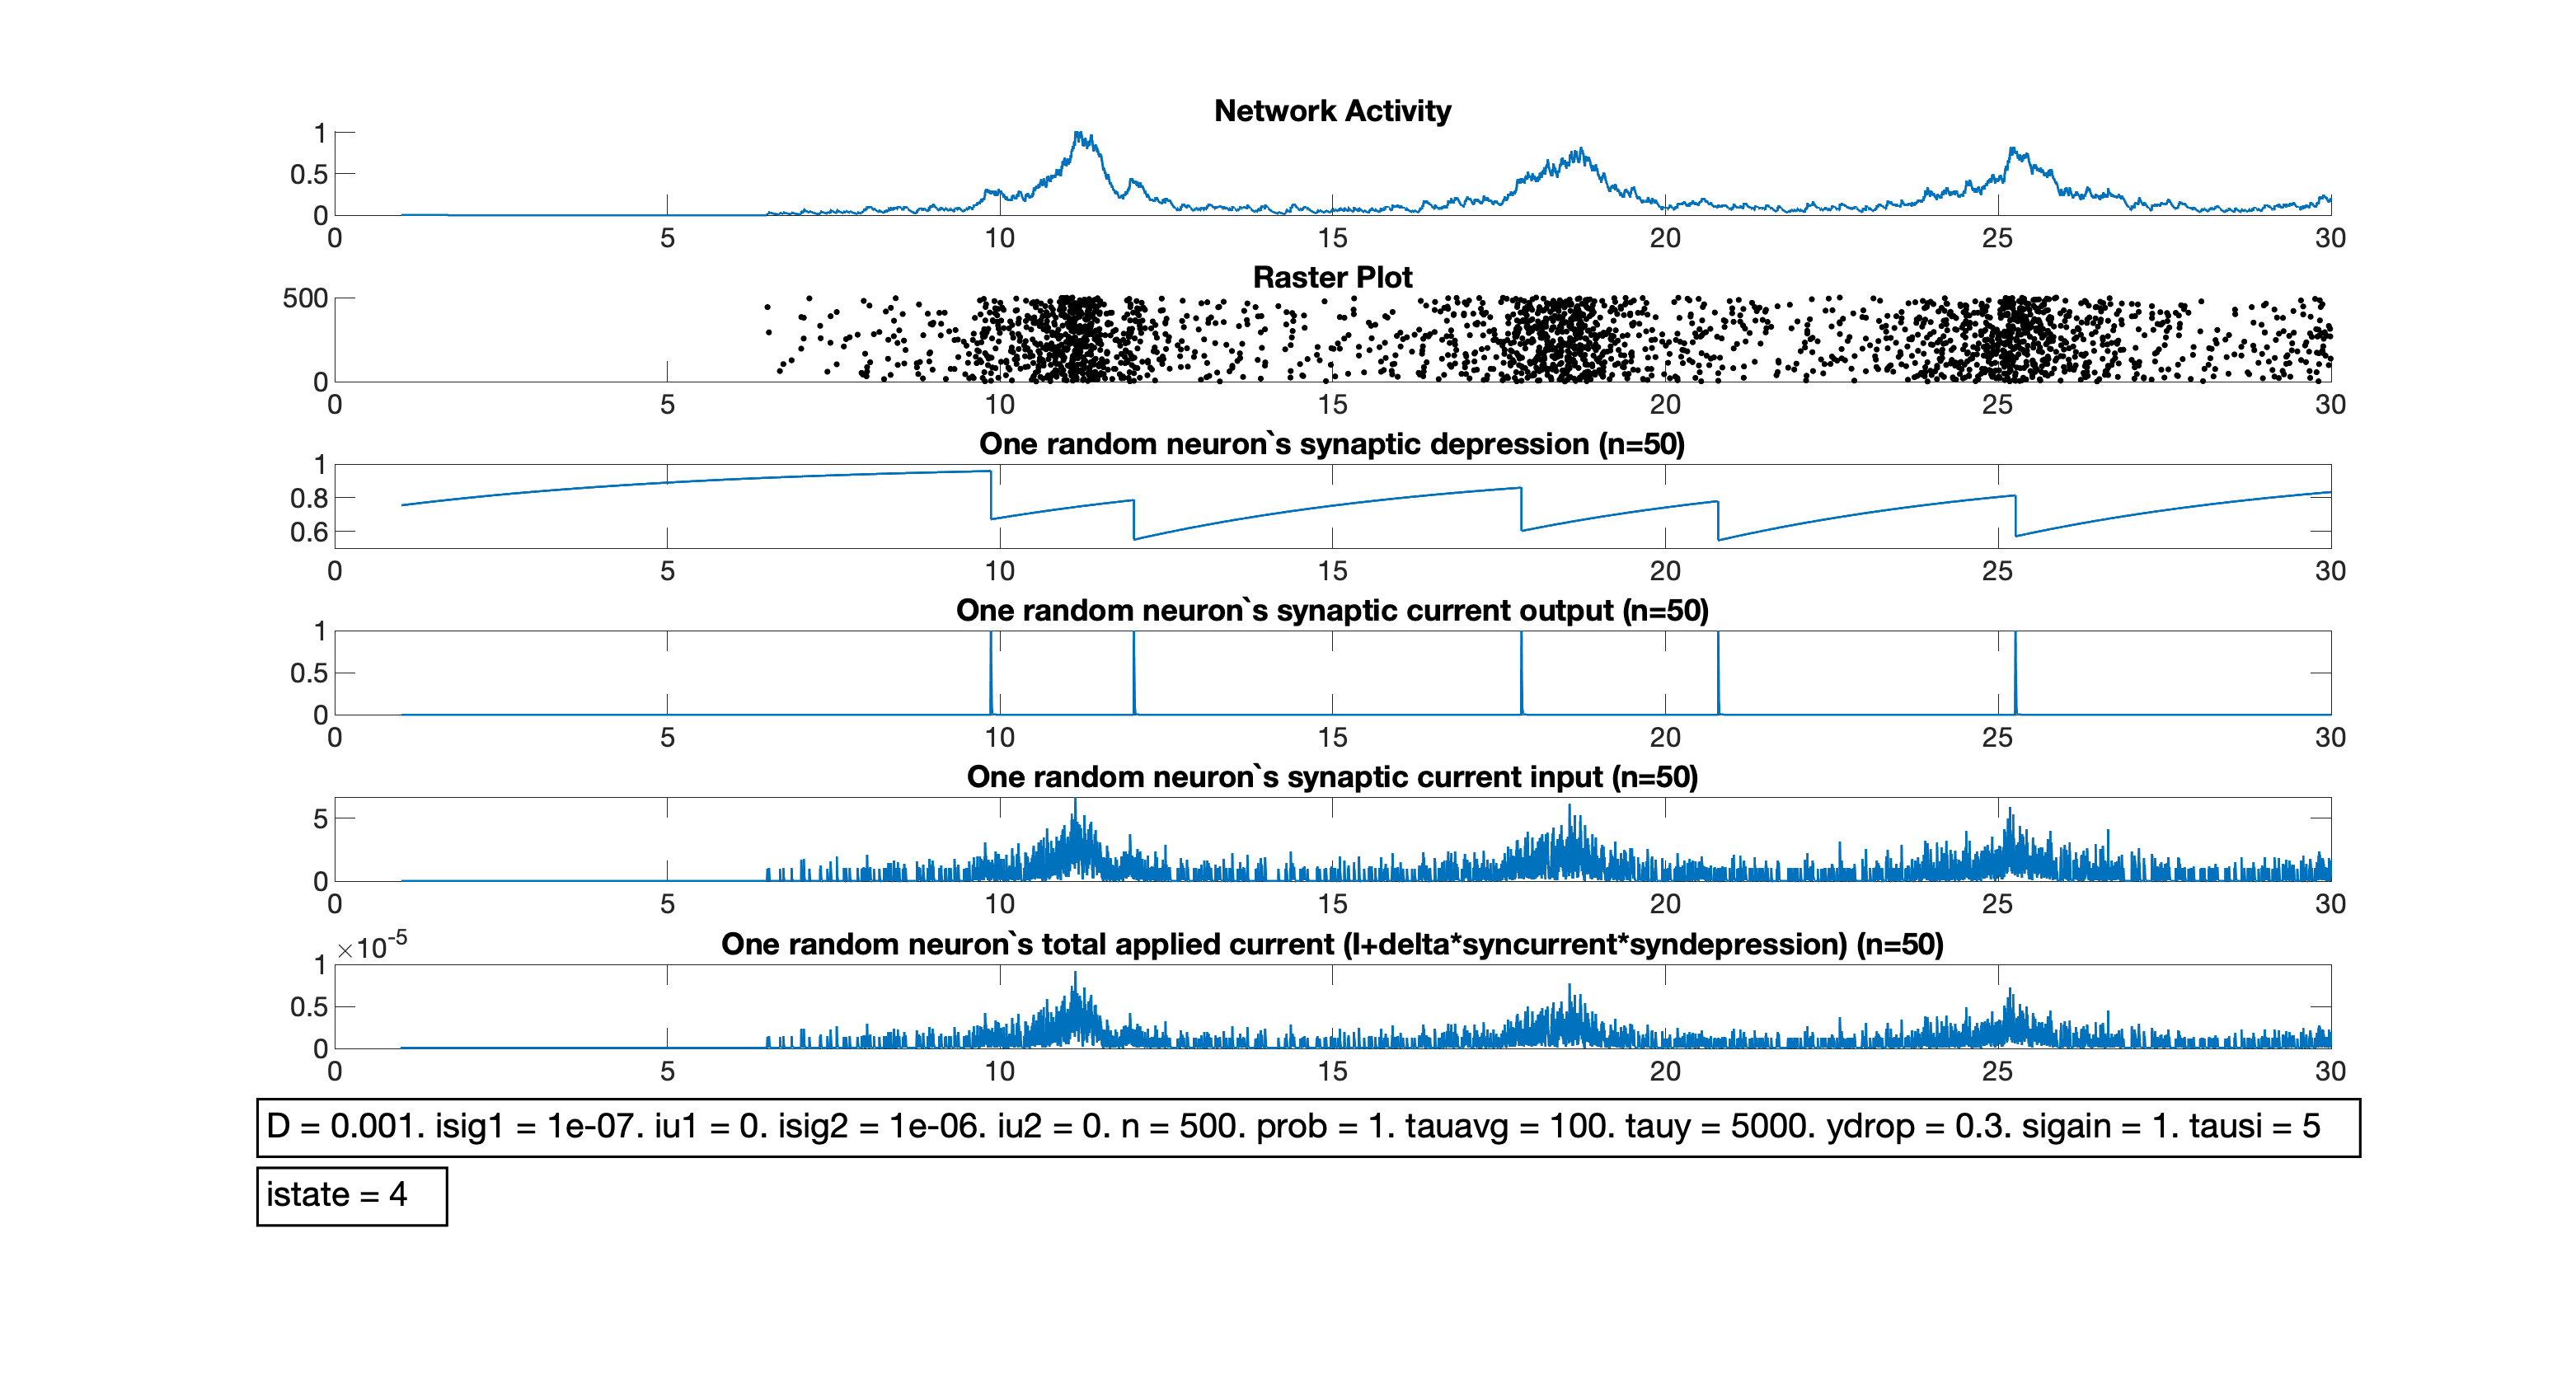 Network Activity
1
0.5
0
0 5 10 15 20 25 30
Raster Plot
500
0
0 5 10 15 20 25 30
One random neuron`s synaptic depression (n=50)
1
0.8
0.6
0 5 10 15 20 25 30
One random neuron`s synaptic current output (n=50)
1
0.5
0
0 5 10 15 20 25 30
One random neuron`s synaptic current input (n=50)
5
0
0 5 10 15 20 25 30
×10-5
One random neuron`s total applied current (I+delta*syncurrent*syndepression) (n=50)
1
0.5
0
0 5 10 15 20 25 30
D = 0.001. isig1 = 1e-07. iu1 = 0. isig2 = 1e-06. iu2 = 0. n = 500. prob = 1. tauavg = 100. tauy = 5000. ydrop = 0.3. sigain = 1. tausi = 5
istate = 4